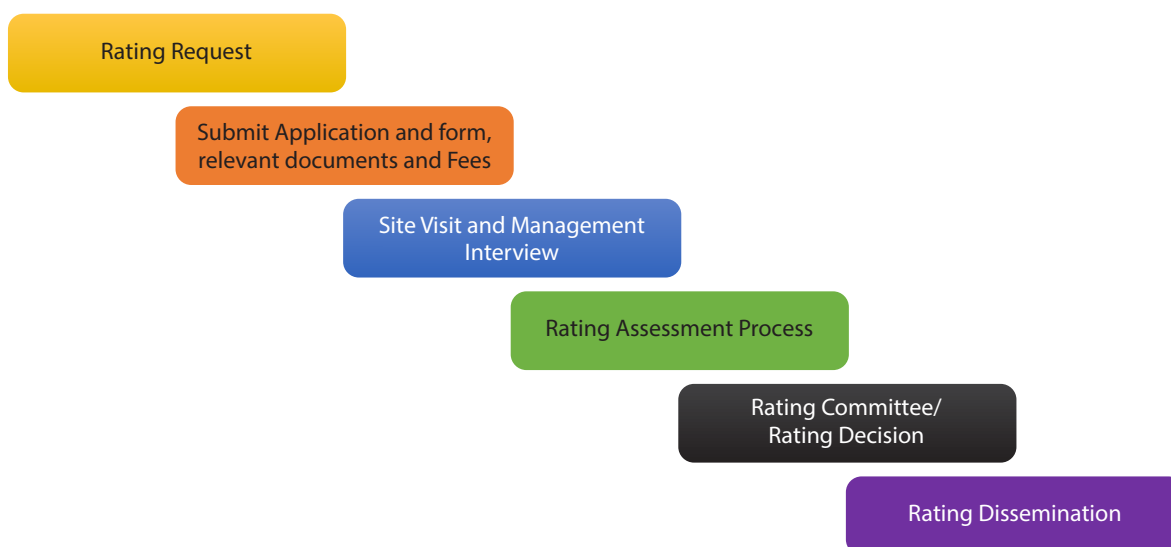 Rating Request
Submit Application and form,
relevant documents and Fees
Site Visit and Management
Interview
Rating Assessment Process
Rating Committee/
Rating Decision
Rating Dissemination